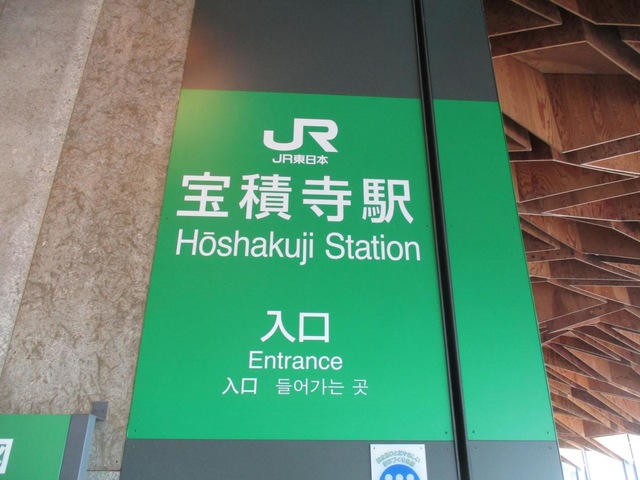 JR
JR東日本
宝積寺駅
Hōshakuji Station
入口
Entrance
入口 들어가는 곳